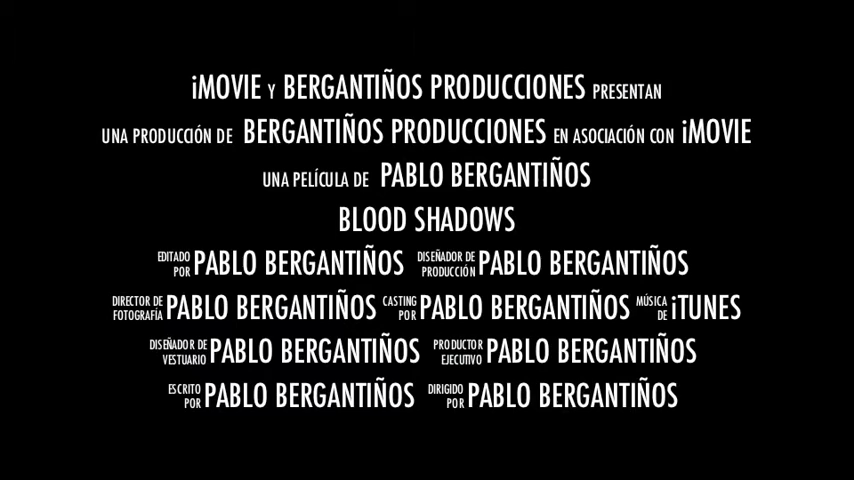 iMOVIE Y BERGANTIÑOS PRODUCCIONES PRESENTAN
UNA PRODUCCIÓN DE BERGANTIÑOS PRODUCCIONES EN ASOCIACIÓN CON iMOVIE
UNA PELÍCULA DE PABLO BERGANTIÑOS
BLOOD SHADOWS
EDITADO POR PABLO BERGANTIÑOS DISEÑADOR DE PRODUCCIÓN PABLO BERGANTIÑOS
DIRECTOR DE FOTOGRAFÍA PABLO BERGANTIÑOS CASTING POR PABLO BERGANTIÑOS MÚSICA DE iTUNES
DISEÑADOR DE VESTUARIO PABLO BERGANTIÑOS PRODUCTOR EJECUTIVO PABLO BERGANTIÑOS
ESCRITO POR PABLO BERGANTIÑOS DIRIGIDO POR PABLO BERGANTIÑOS